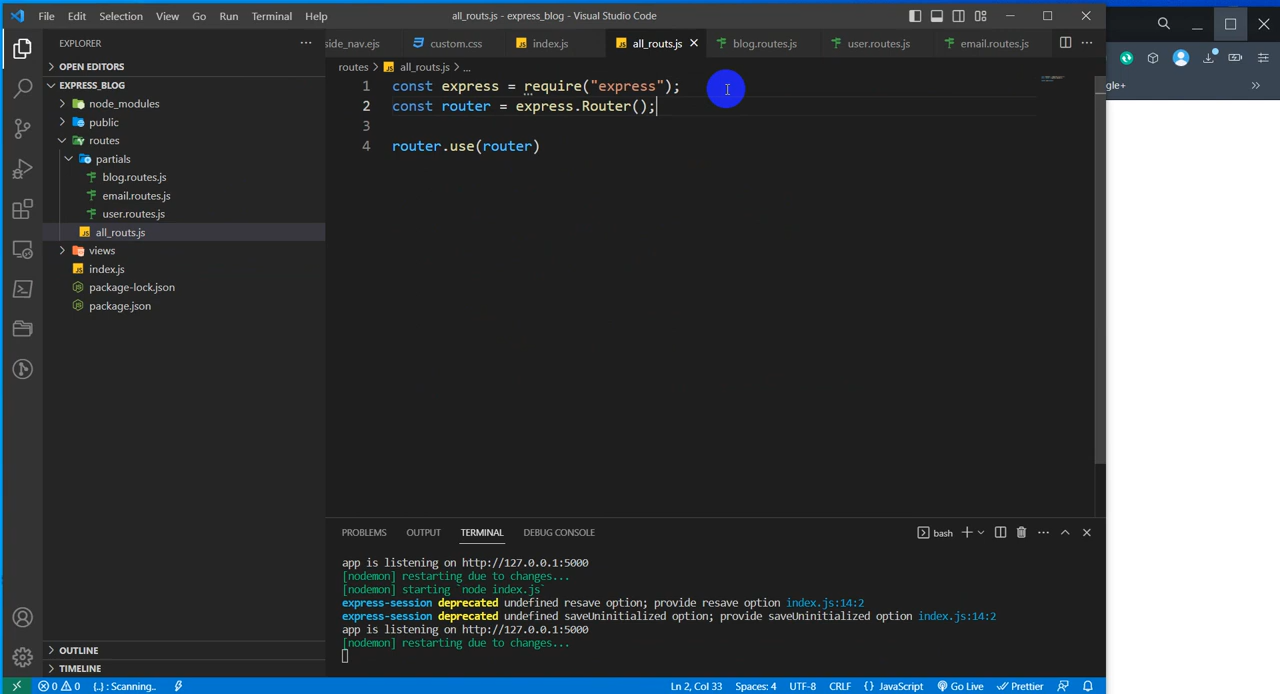 File Edit Selection View Go Run Terminal Help all_routs.js - express_blog - Visual Studio Code
EXPLORER ···
side_nav.ejs custom.css index.js all_routs.js blog.routes.js user.routes.js email.routes.js ···
OPEN EDITORS
routes > all_routs.js > ...
EXPRESS_BLOG
node_modules
public
routes
partials
blog.routes.js
email.routes.js
user.routes.js
all_routs.js
views
index.js
package-lock.json
package.json
OUTLINE
TIMELINE
1 const express = require("express");
2 const router = express.Router();
3
4 router.use(router)
gle+ »
PROBLEMS OUTPUT TERMINAL DEBUG CONSOLE bash ···
app is listening on http://127.0.0.1:5000
[nodemon] restarting due to changes...
[nodemon] starting `node index.js`
express-session deprecated undefined resave option; provide resave option index.js:14:2
express-session deprecated undefined saveUninitialized option; provide saveUninitialized option index.js:14:2
app is listening on http://127.0.0.1:5000
[nodemon] restarting due to changes...
0 0 {..} : Scanning.. Ln 2, Col 33 Spaces: 4 UTF-8 CRLF {} JavaScript Go Live Prettier